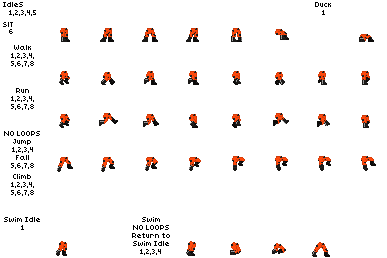 IdleS
1,2,3,4,5
Duck
1
SiT
6
Walk
1,2,3,4,
5,6,7,8
Run
1,2,3,4,
5,6,7,8
NO LOOPS
Jump
1,2,3,4
Fall
5,6,7,8
Climb
1,2,3,4,
5,6,7,8
Swim Idle
1
Swim
NO LOOPS
Return to
Swim Idle
1,2,3,4